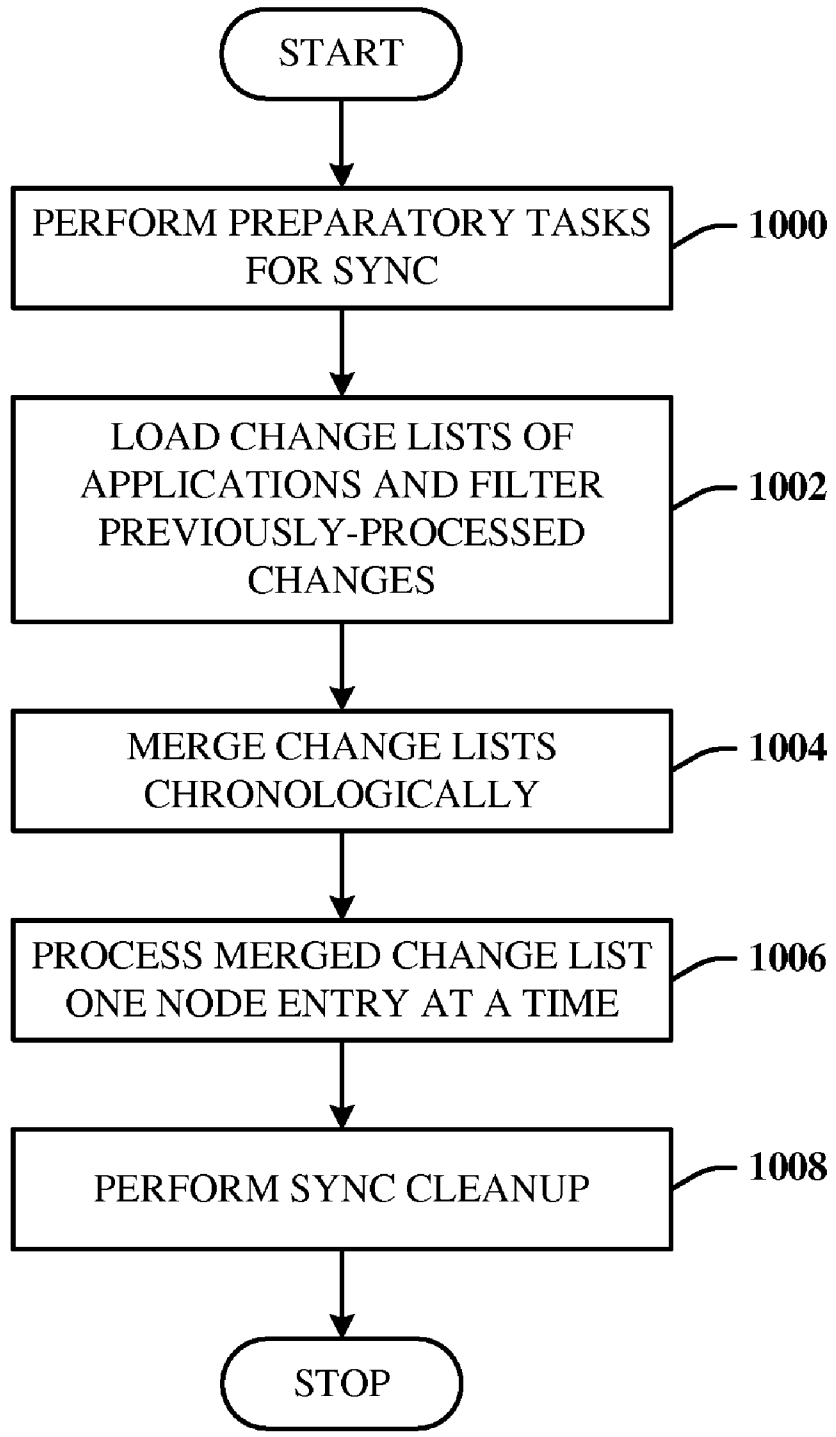 START
PERFORM PREPARATORY TASKS
FOR SYNC
1000
LOAD CHANGE LISTS OF
APPLICATIONS AND FILTER
PREVIOUSLY-PROCESSED
CHANGES
1002
MERGE CHANGE LISTS
CHRONOLOGICALLY
1004
PROCESS MERGED CHANGE LIST
ONE NODE ENTRY AT A TIME
1006
PERFORM SYNC CLEANUP
1008
STOP